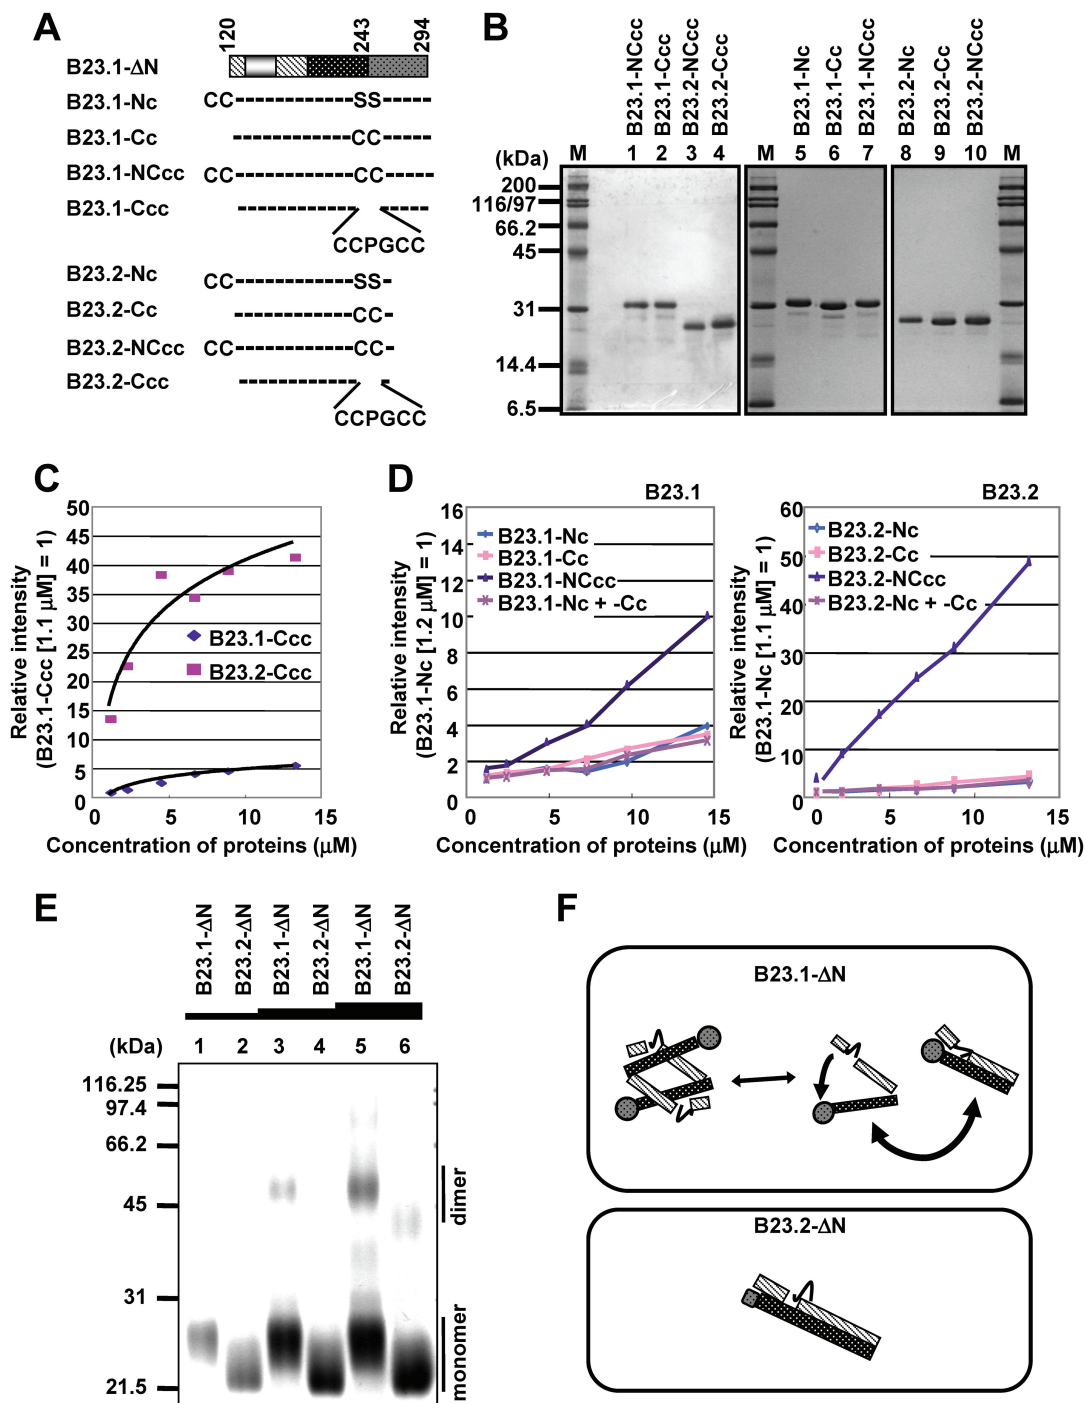 A
120
243
294
B23.1-ΔN
B23.1-Nc
CC
SS
B23.1-Cc
CC
B23.1-NCcc
CC
CC
B23.1-Ccc
CCPGCC
B23.2-Nc
CC
SS
B23.2-Cc
CC
B23.2-NCcc
CC
CC
B23.2-Ccc
CCPGCC
B
B23.1-NCcc
B23.1-Ccc
B23.2-NCcc
B23.2-Ccc
B23.1-Nc
B23.1-Cc
B23.1-NCcc
B23.2-Nc
B23.2-Cc
B23.2-NCcc
(kDa) M 1 2 3 4 M 5 6 7 8 9 10 M
200
116/97
66.2
45
31
14.4
6.5
C
Relative intensity
(B23.1-Ccc [1.1 μM] = 1)
50
45
40
35
30
25
20
15
10
5
0
B23.1-Ccc
B23.2-Ccc
0 5 10 15
Concentration of proteins (μM)
D
B23.1
Relative intensity
(B23.1-Nc [1.2 μM] = 1)
16
14
12
10
8
6
4
2
0
B23.1-Nc
B23.1-Cc
B23.1-NCcc
B23.1-Nc + -Cc
0 5 10 15
Concentration of proteins (μM)
B23.2
Relative intensity
(B23.1-Nc [1.1 μM] = 1)
60
50
40
30
20
10
0
B23.2-Nc
B23.2-Cc
B23.2-NCcc
B23.2-Nc + -Cc
0 5 10 15
Concentration of proteins (μM)
E
B23.1-ΔN
B23.2-ΔN
B23.1-ΔN
B23.2-ΔN
B23.1-ΔN
B23.2-ΔN
(kDa) 1 2 3 4 5 6
116.25
97.4
66.2
45
31
21.5
dimer
monomer
F
B23.1-ΔN
B23.2-ΔN